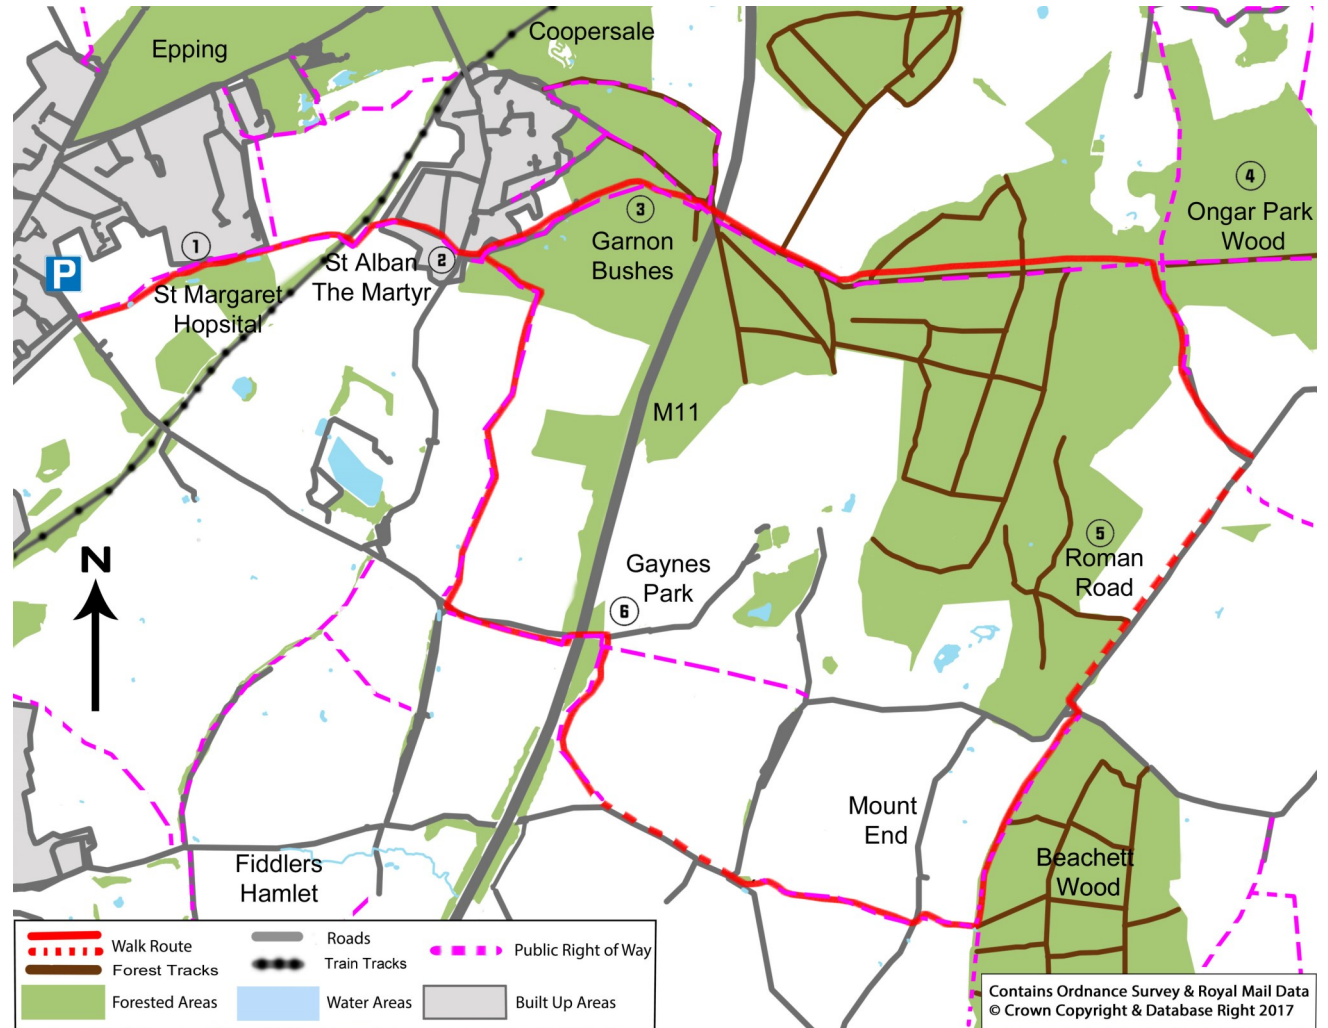 Epping
Coopersale
4
Ongar Park
Wood
3
Garnon
Bushes
1
2
P
St Alban
The Martyr
St Margaret
Hopsital
M11
N
5
Roman
Road
Gaynes
Park
6
Mount
End
Fiddlers
Hamlet
Beachett
Wood
Walk Route
Roads
Public Right of Way
Forest Tracks
Train Tracks
Forested Areas
Water Areas
Built Up Areas
Contains Ordnance Survey & Royal Mail Data
© Crown Copyright & Database Right 2017